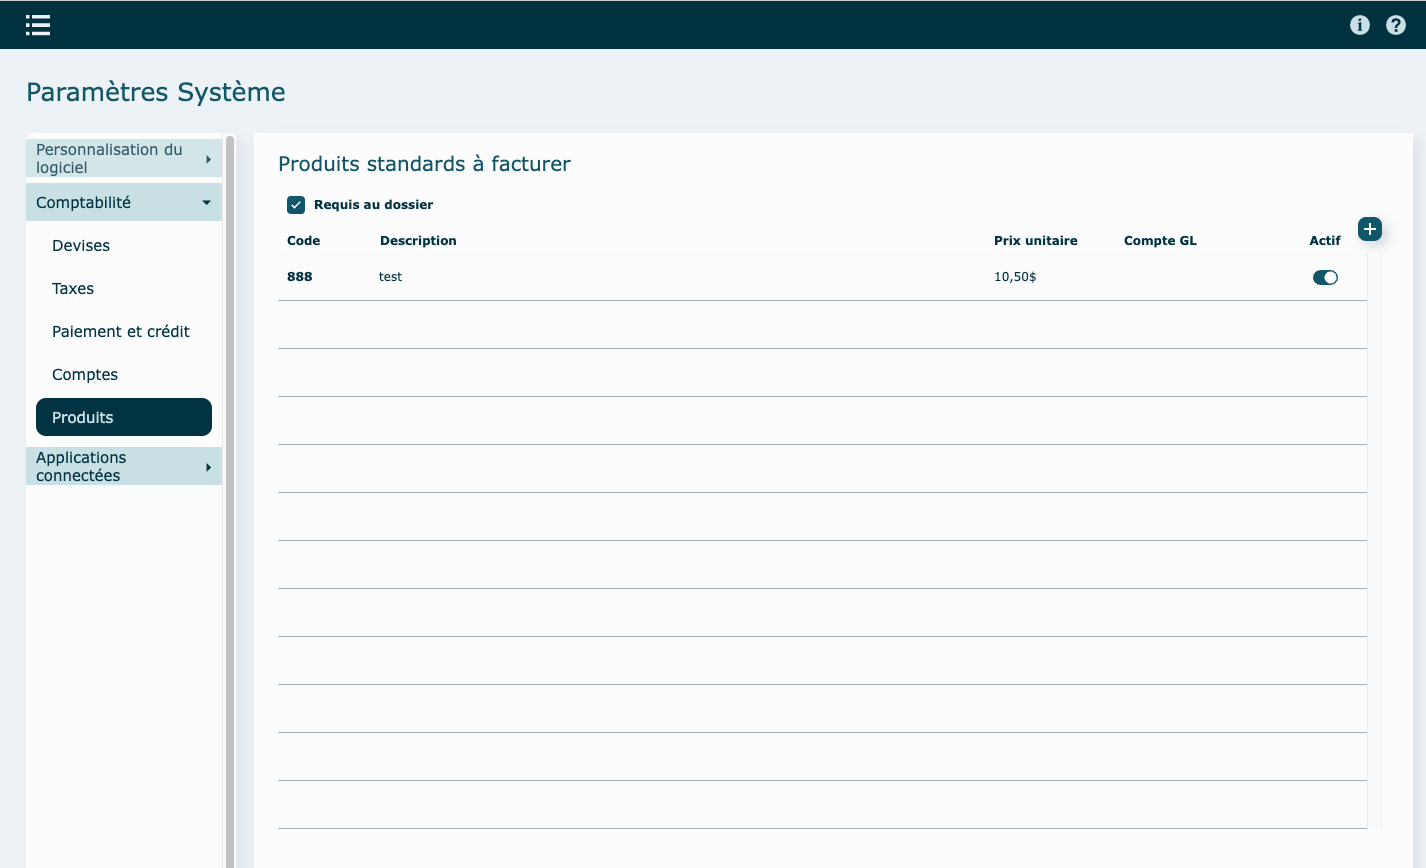 Paramètres Système
Personnalisation du
logiciel
Comptabilité
Devises
Taxes
Paiement et crédit
Comptes
Produits
Applications
connectées
Produits standards à facturer
Requis au dossier
Code Description Prix unitaire Compte GL Actif
888 test 10,50$